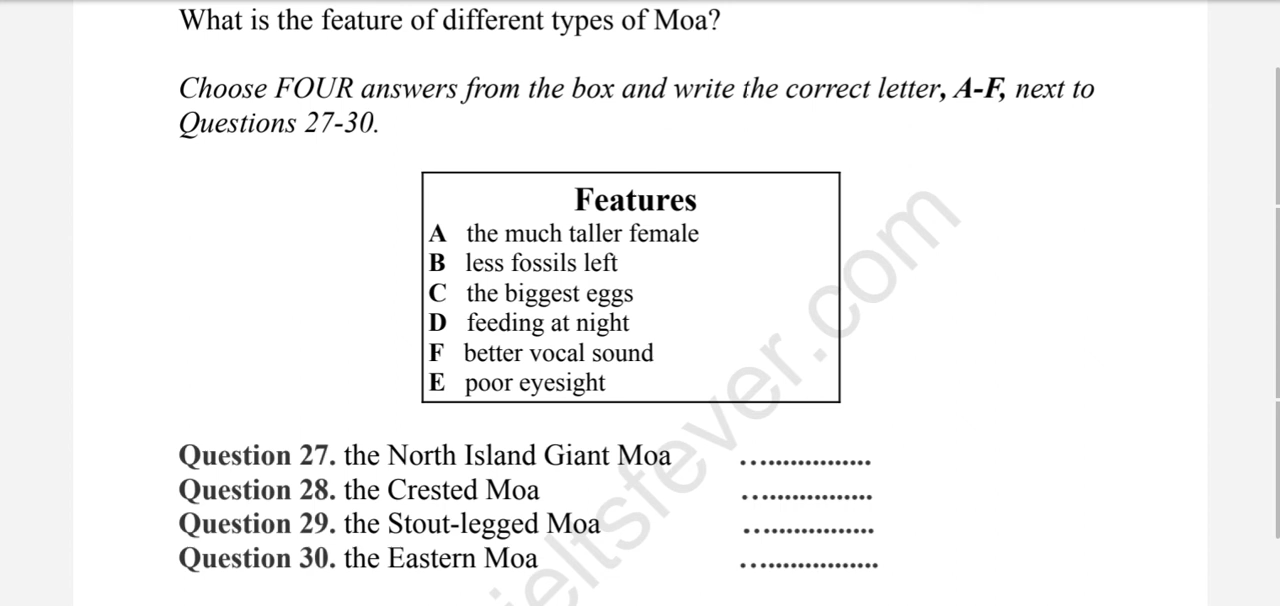 What is the feature of different types of Moa?
Choose FOUR answers from the box and write the correct letter, A-F, next to
Questions 27-30.
Features
A the much taller female
B less fossils left
C the biggest eggs
D feeding at night
F better vocal sound
E poor eyesight
Question 27. the North Island Giant Moa ..................
Question 28. the Crested Moa ..................
Question 29. the Stout-legged Moa ..................
Question 30. the Eastern Moa ..................
ieltsfever.com